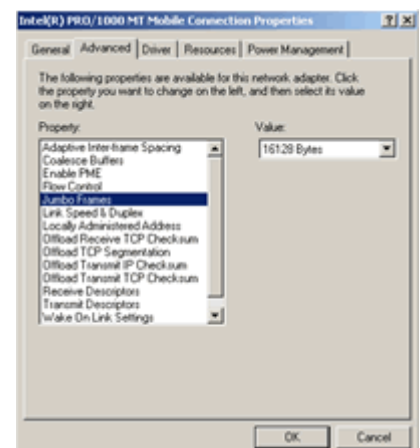 Intel(R) PRO/1000 MT Mobile Connection Properties
General Advanced Driver Resources Power Management
The following properties are available for this network adapter. Click
the property you want to change on the left, and then select its value
on the right.
Property:
Value:
Adaptive Inter-frame Spacing
16128 Bytes
Coalesce Buffers
Enable PME
Flow Control
Jumbo Frames
Link Speed & Duplex
Locally Administered Address
Offload Receive TCP Checksum
Offload TCP Segmentation
Offload Transmit IP Checksum
Offload Transmit TCP Checksum
Receive Descriptors
Transmit Descriptors
Wake On Link Settings
OK Cancel